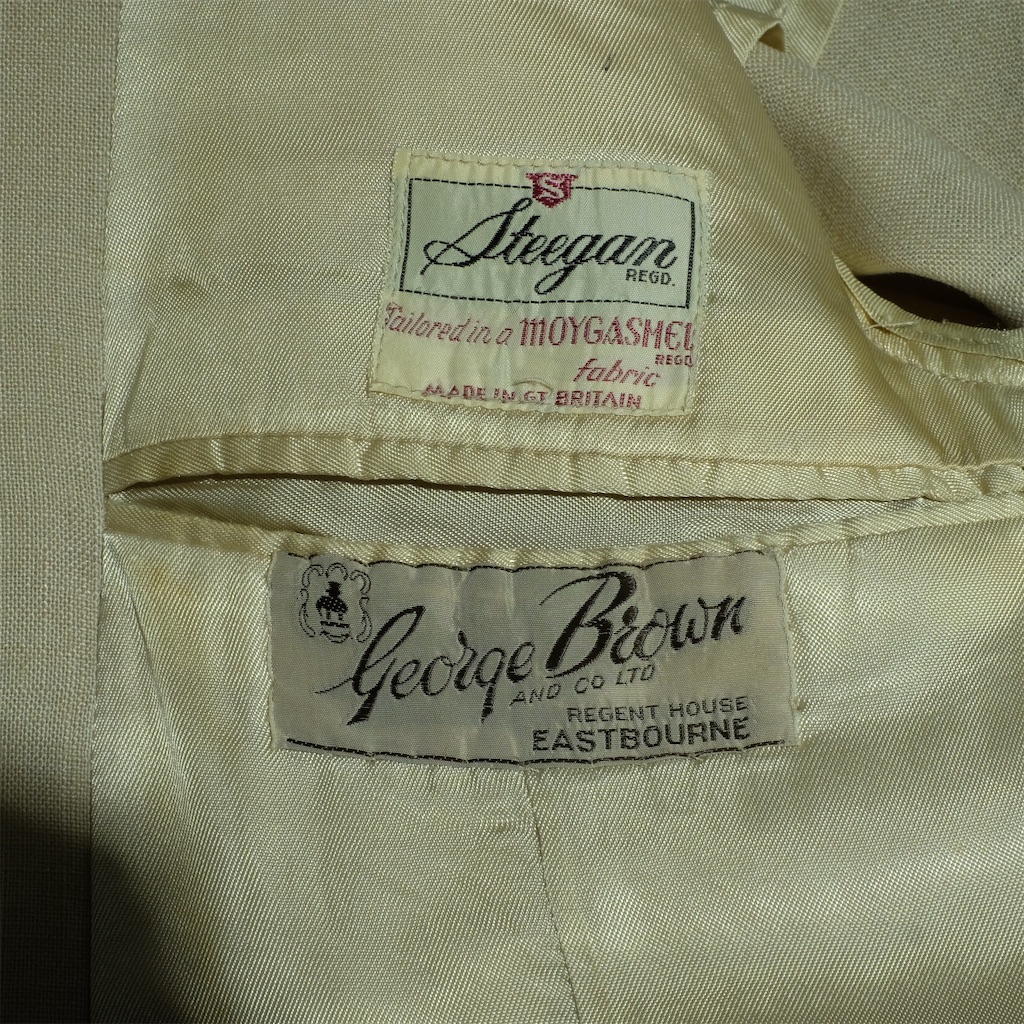 S
Steegan
REGD.
Tailored in a MOYGASHEL
REGD
fabric
MADE IN GT BRITAIN
George Brown
AND CO LTD
REGENT HOUSE
EASTBOURNE